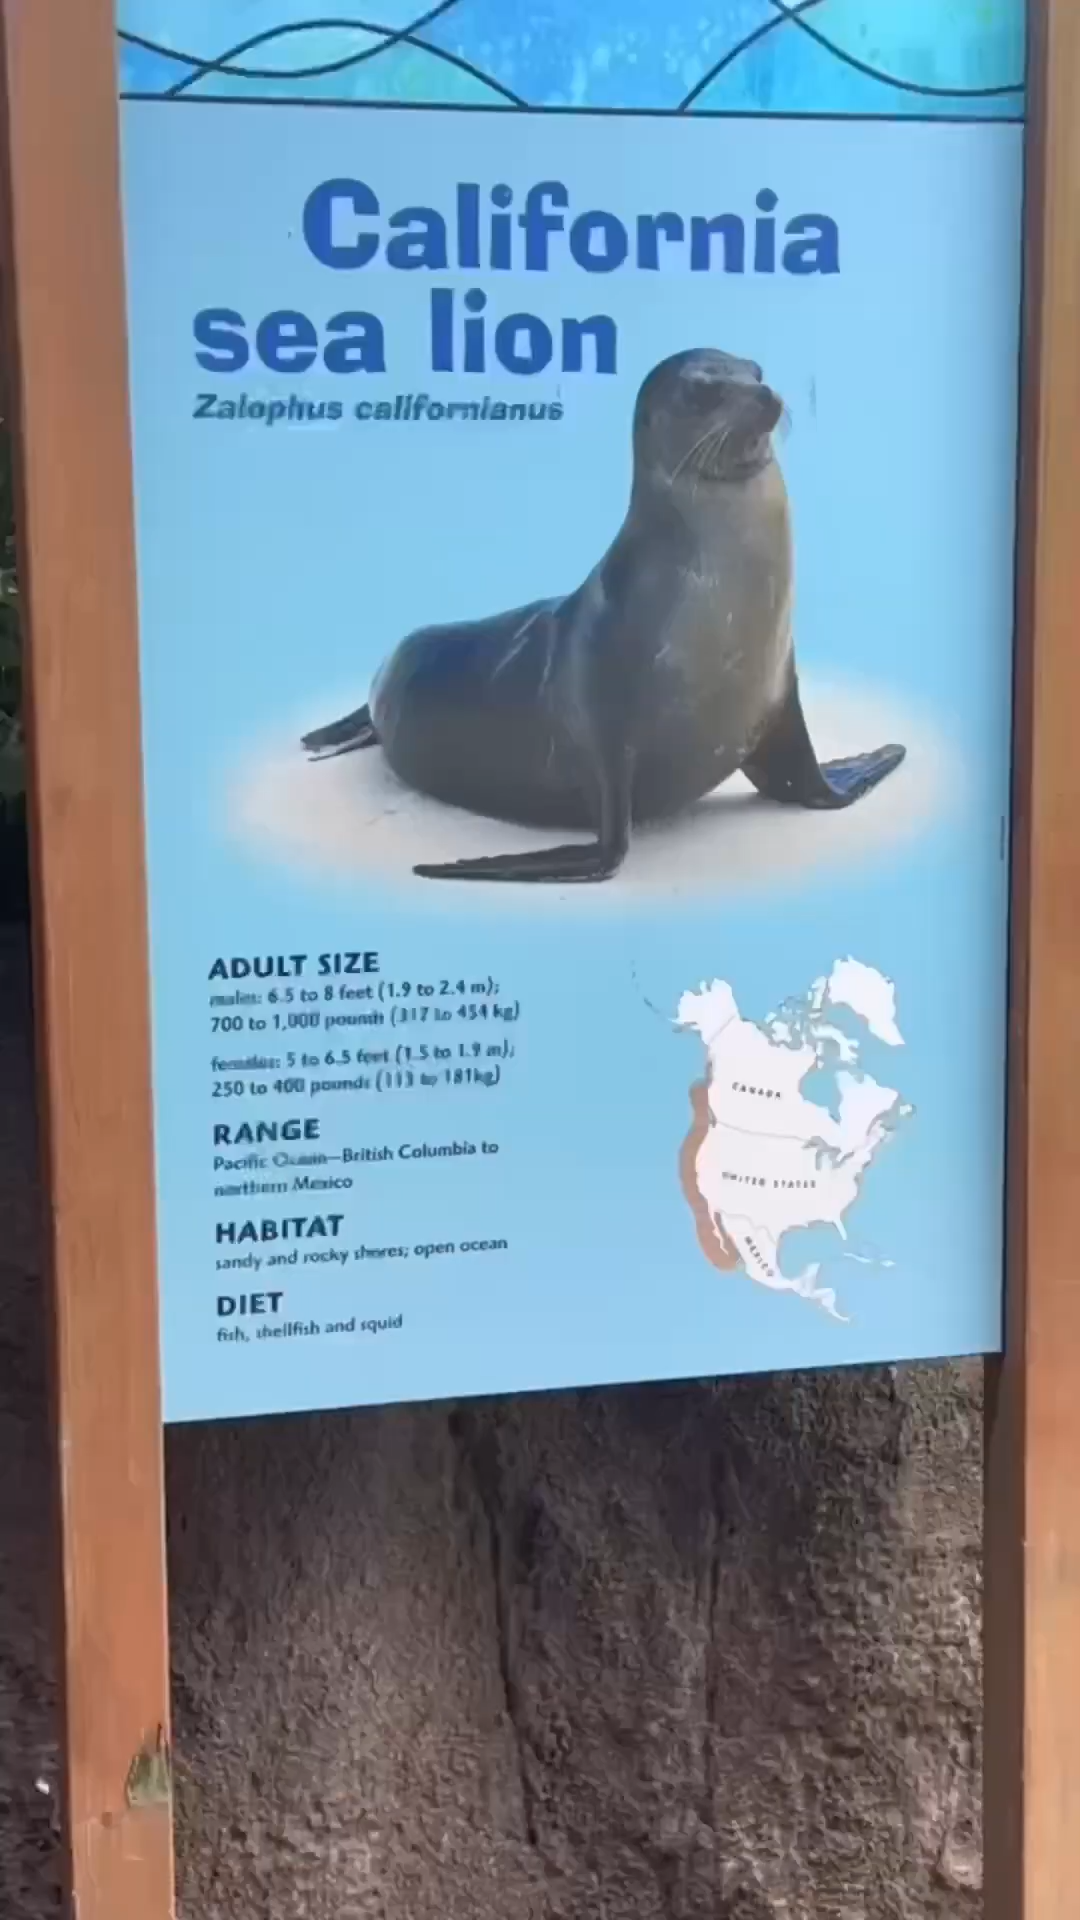 California
sea lion
Zalophus californianus
ADULT SIZE
males: 6.5 to 8 feet (1.9 to 2.4 m);
700 to 1,000 pounds (317 to 454 kg)
females: 5 to 6.5 feet (1.5 to 1.9 m);
250 to 400 pounds (113 to 181kg)
RANGE
Pacific Ocean—British Columbia to
northern Mexico
HABITAT
sandy and rocky shores; open ocean
DIET
fish, shellfish and squid
CANADA
UNITED STATES
MEXICO